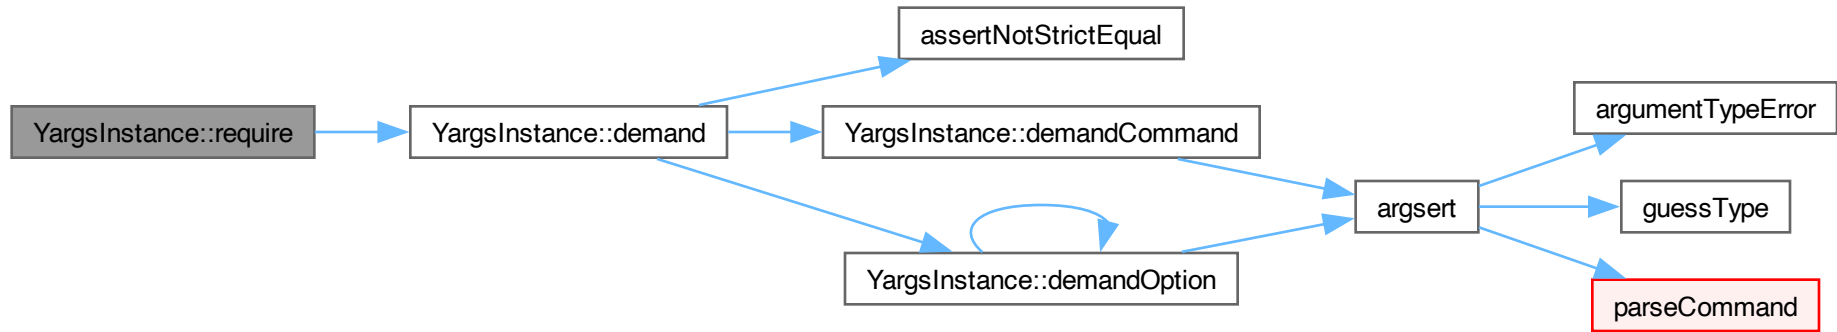 YargsInstance::require
YargsInstance::demand
assertNotStrictEqual
YargsInstance::demandCommand
YargsInstance::demandOption
argsert
argumentTypeError
guessType
parseCommand